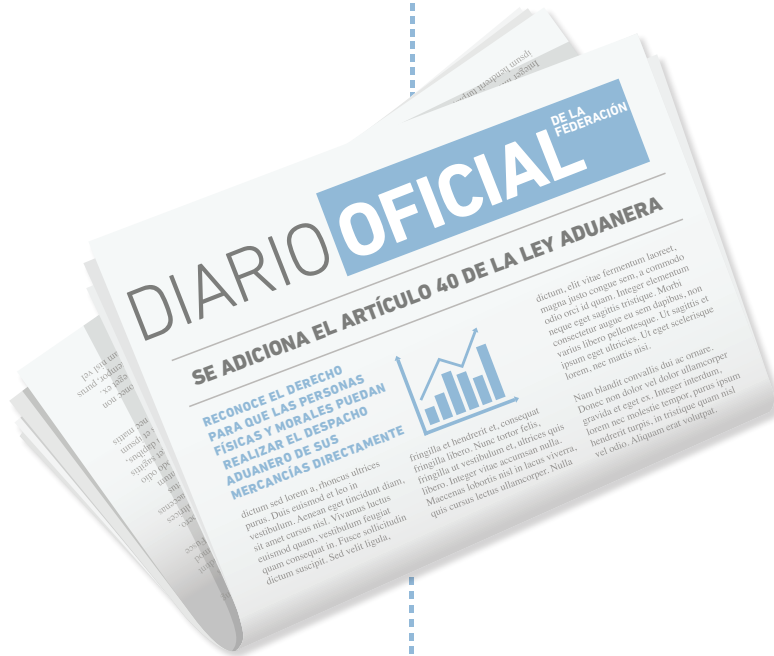 DIARIO OFICIAL DE LA
FEDERACIÓN
SE ADICIONA EL ARTÍCULO 40 DE LA LEY ADUANERA
RECONOCE EL DERECHO
PARA QUE LAS PERSONAS
FÍSICAS Y MORALES PUEDAN
REALIZAR EL DESPACHO
ADUANERO DE SUS
MERCANCÍAS DIRECTAMENTE
dictum sed lorem a, rhoncus ultrices
purus. Duis euismod et leo in
vestibulum. Aenean eget tincidunt diam,
sit amet cursus nisl. Vivamus luctus
euismod quam, vestibulum feugiat
quam consequat in. Fusce sollicitudin
dictum suscipit. Sed velit ligula,
fringilla et hendrerit et, consequat
fringilla libero. Nunc tortor felis,
fringilla ut vestibulum et, ultrices quis
libero. Integer vitae accumsan nulla.
Maecenas lobortis nisl in lacus viverra,
quis cursus lectus ullamcorper. Nulla
dictum, elit vitae fermentum laoreet,
magna justo congue sem, a commodo
odio orci id quam. Integer elementum
neque eget sagittis tristique. Morbi
consectetur augue eu sem dapibus, non
varius libero pellentesque. Ut sagittis et
ipsum eget ultricies. Ut eget scelerisque
lorem, nec mattis nisi.
Nam blandit convallis dui ac ornare.
Donec non dolor vel dolor ullamcorper
gravida et eget ex. Integer interdum,
lorem nec molestie tempor, purus ipsum
hendrerit turpis, in tristique quam nisl
vel odio. Aliquam erat volutpat.